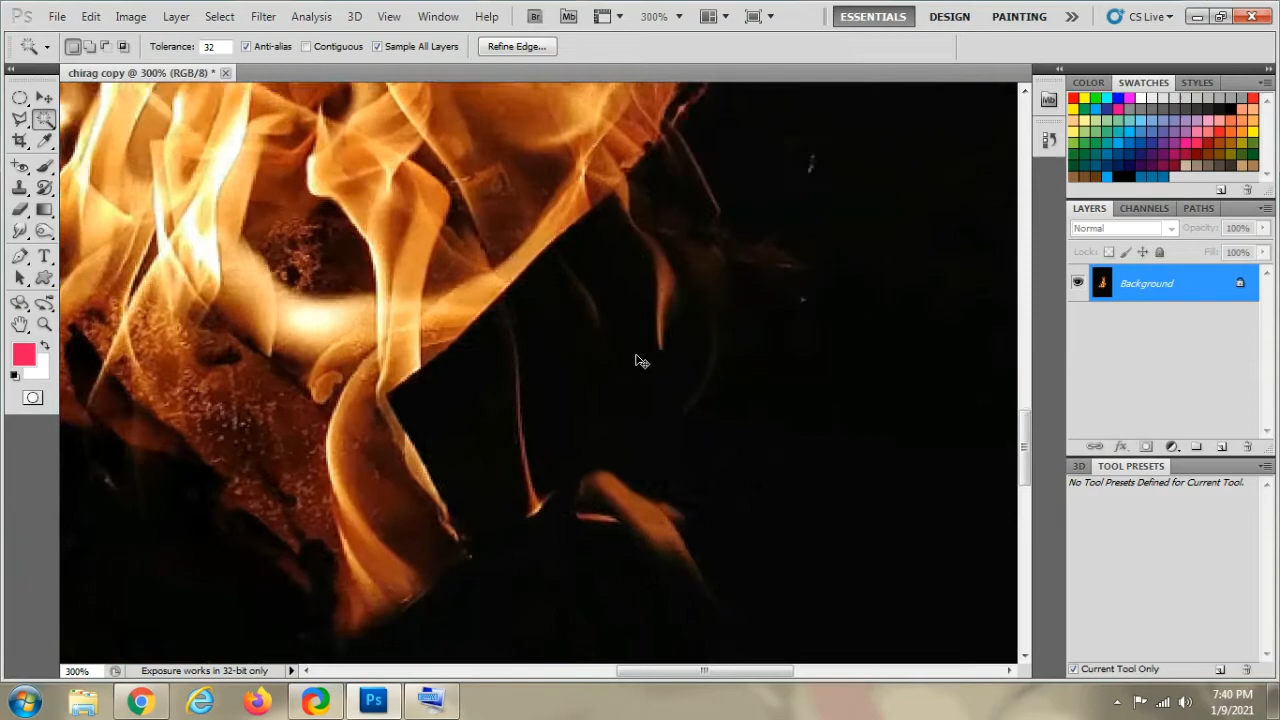 Ps File Edit Image Layer Select Filter Analysis 3D View Window Help Br Mb 300% ESSENTIALS DESIGN PAINTING CS Live
Tolerance: 32 Anti-alias Contiguous Sample All Layers Refine Edge...
chirag copy @ 300% (RGB/8) *
COLOR SWATCHES STYLES
Mb
LAYERS CHANNELS PATHS
Normal Opacity: 100%
Lock: Fill: 100%
Background
3D TOOL PRESETS
No Tool Presets Defined for Current Tool.
300% Exposure works in 32-bit only
Current Tool Only
Ps
7:40 PM
1/9/2021